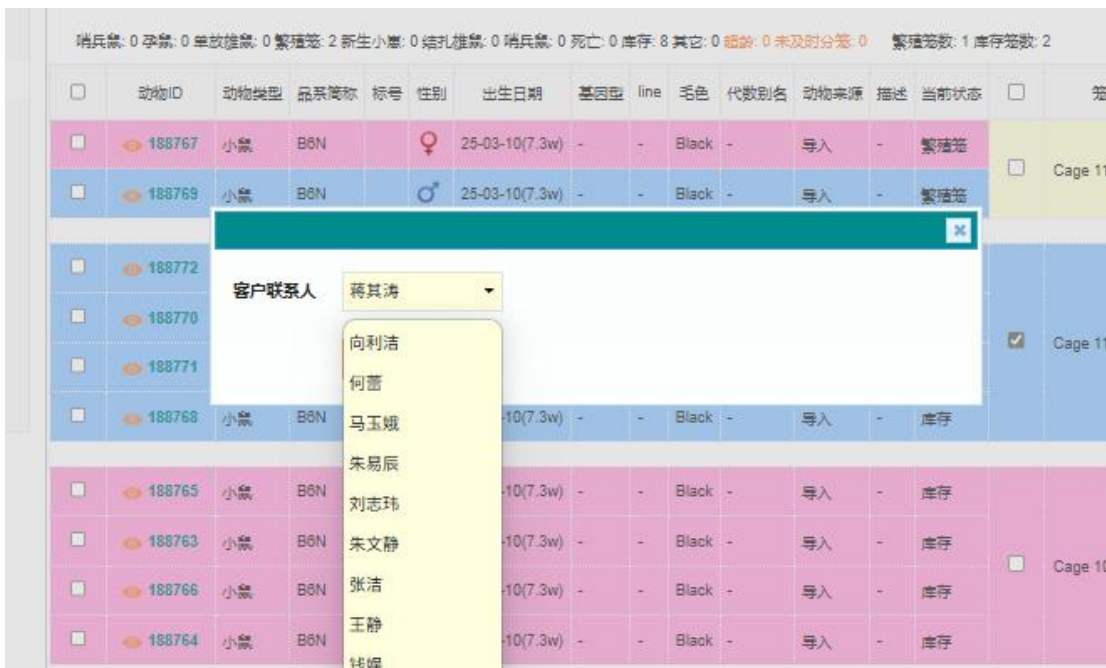 哨兵鼠: 0 孕鼠: 0 单放雄鼠: 0 繁殖笼: 2 新生小崽: 0 结扎雄鼠: 0 哨兵鼠: 0 死亡: 0 库存: 8 其它: 0 超龄: 0 未及时分笼: 0 繁殖笼数: 1 库存笼数: 2
动物ID 动物类型 品系简称 标号 性别 出生日期 基因型 line 毛色 代数别名 动物来源 描述 当前状态 笼
188767 小鼠 B6N ♀ 25-03-10(7.3w) - - Black - 导入 - 繁殖笼
Cage 11
188769 小鼠 B6N ♂ 25-03-10(7.3w) - - Black - 导入 - 繁殖笼
188772
客户联系人 蒋其涛
188770
向利洁
Cage 11
188771
何蕾
188768 小鼠 B6N 马玉娥 -10(7.3w) - - Black - 导入 - 库存
朱易辰
188765 小鼠 B6N 刘志玮 -10(7.3w) - - Black - 导入 - 库存
188763 小鼠 B6N 朱文静 -10(7.3w) - - Black - 导入 - 库存
Cage 10
188766 小鼠 B6N 张洁 -10(7.3w) - - Black - 导入 - 库存
王静
188764 小鼠 B6N -10(7.3w) - - Black - 导入 - 库存